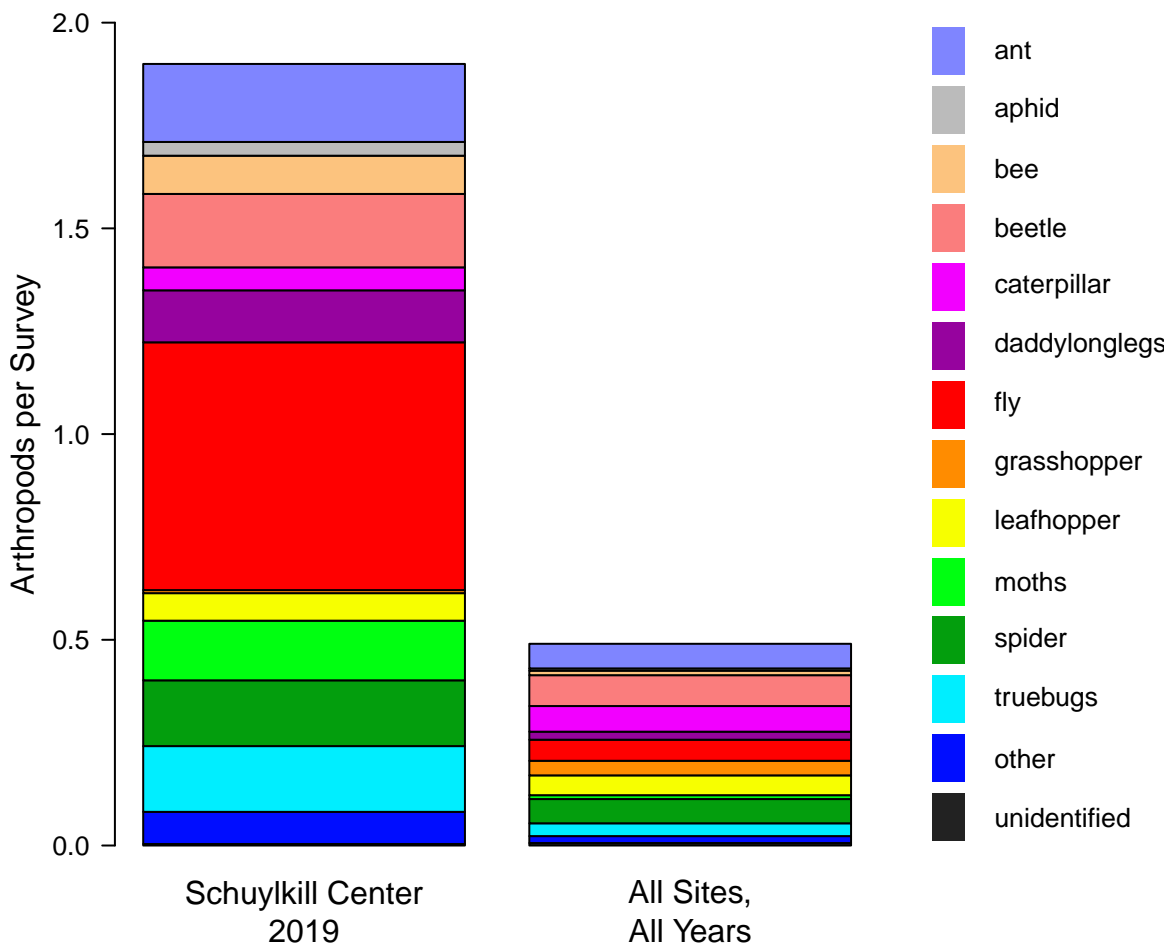 Arthropods per Survey
2.0
1.5
1.0
0.5
0.0
Schuylkill Center
2019
All Sites,
All Years
ant
aphid
bee
beetle
caterpillar
daddylonglegs
fly
grasshopper
leafhopper
moths
spider
truebugs
other
unidentified